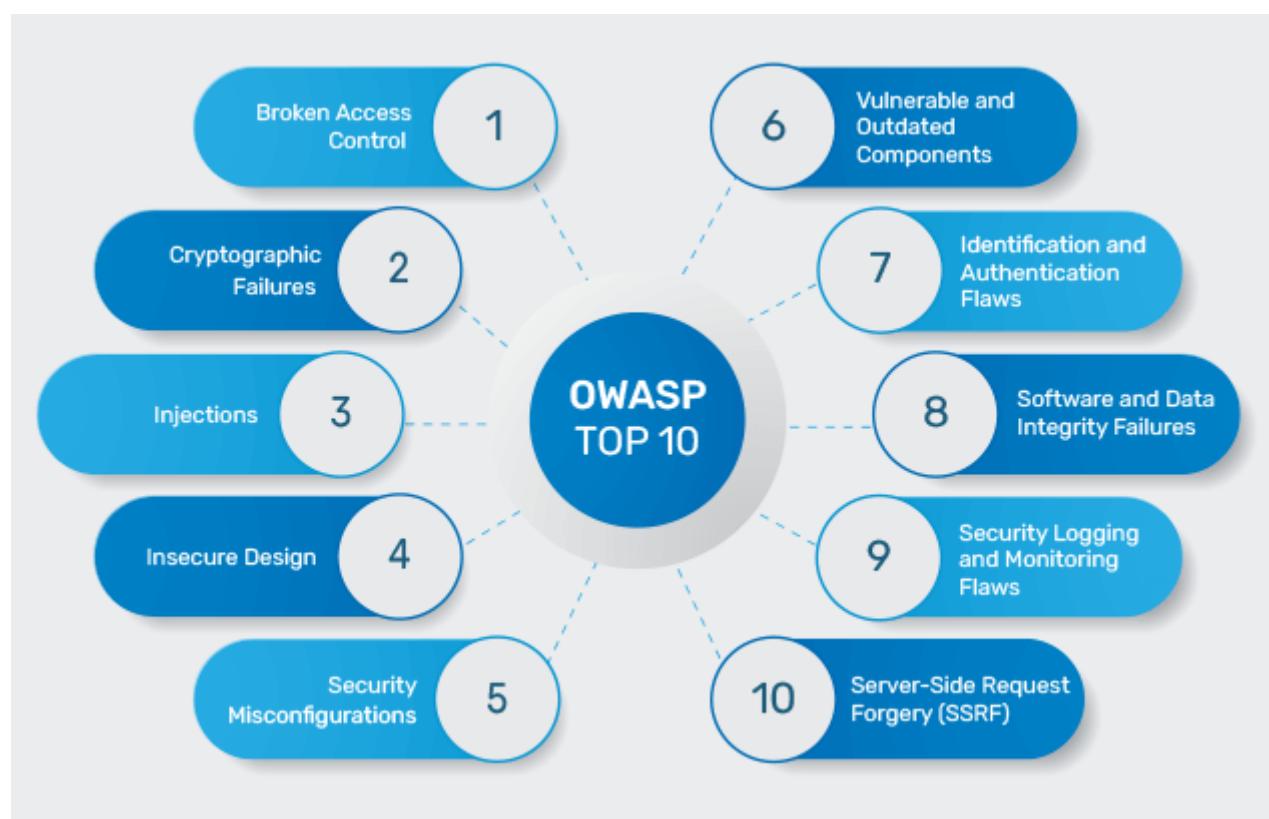 Broken Access
Control
1
Cryptographic
Failures
2
Injections
3
Insecure Design
4
Security
Misconfigurations
5
OWASP
TOP 10
6
Vulnerable and
Outdated
Components
7
Identification and
Authentication
Flaws
8
Software and Data
Integrity Failures
9
Security Logging
and Monitoring
Flaws
10
Server-Side Request
Forgery (SSRF)